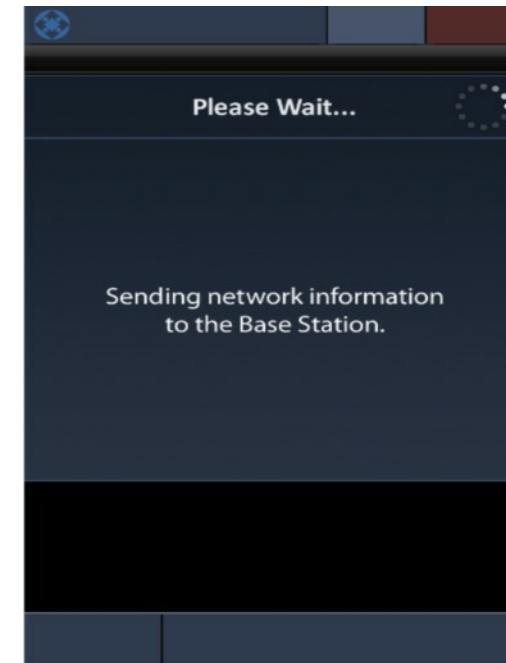 Please Wait...
Sending network information
to the Base Station.